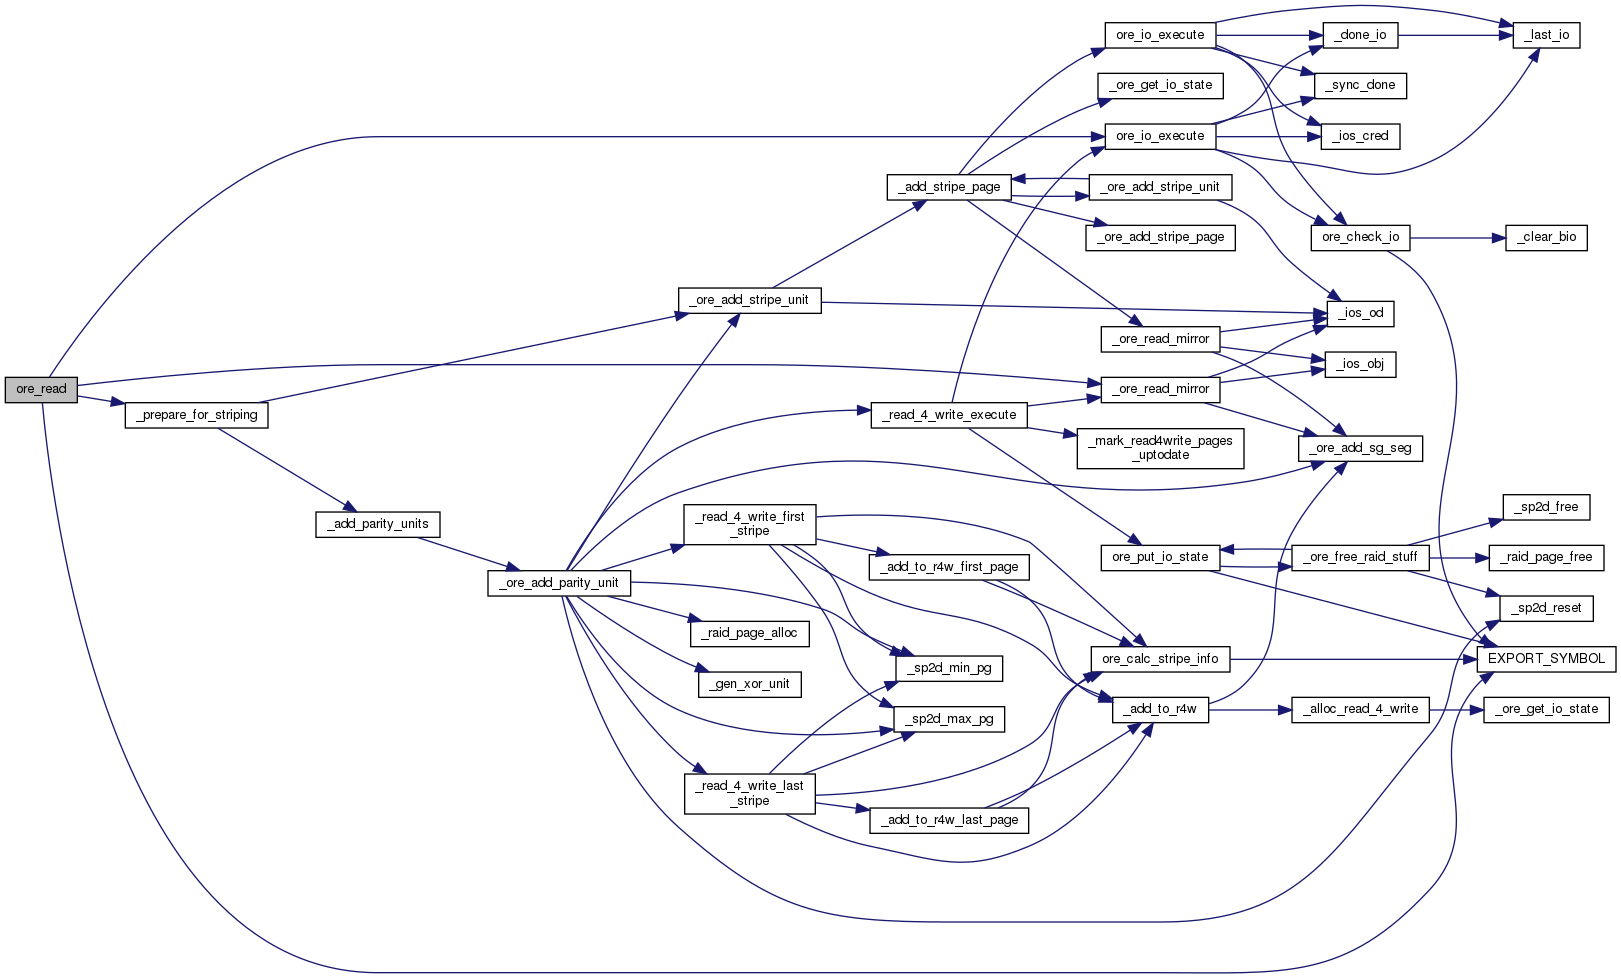 ore_io_execute
_done_io
_last_io
_ore_get_io_state
_sync_done
ore_io_execute
_ios_cred
_add_stripe_page
_ore_add_stripe_unit
_ore_add_stripe_page
ore_check_io
_clear_bio
_ore_add_stripe_unit
_ios_od
_ore_read_mirror
_ios_obj
ore_read
_ore_read_mirror
_prepare_for_striping
_read_4_write_execute
_mark_read4write_pages
_uptodate
_ore_add_sg_seg
_add_parity_units
_read_4_write_first
_stripe
_sp2d_free
ore_put_io_state
_ore_free_raid_stuff
_raid_page_free
_add_to_r4w_first_page
_ore_add_parity_unit
_sp2d_reset
_raid_page_alloc
_sp2d_min_pg
ore_calc_stripe_info
EXPORT_SYMBOL
_gen_xor_unit
_sp2d_max_pg
_add_to_r4w
_alloc_read_4_write
_ore_get_io_state
_read_4_write_last
_stripe
_add_to_r4w_last_page